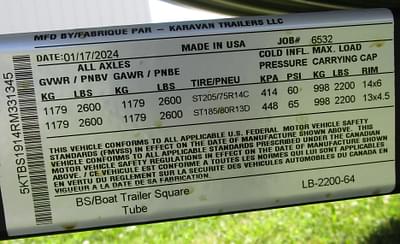 MFD BY/FABRIQUE PAR - KARAVAN TRAILERS LLC
DATE:01/17/2024 MADE IN USA JOB# 6532
ALL AXLES COLD INFL. MAX. LOAD
GVWR / PNBV GAWR / PNBE TIRE/PNEU PRESSURE CARRYING CAP
KG LBS KG LBS KPA PSI KG LBS RIM
1179 2600 1179 2600 ST205/75R14C 414 60 998 2200 14x6
1179 2600 1179 2600 ST185/80R13D 448 65 998 2200 13x4.5
THIS VEHICLE CONFORMS TO ALL APPLICABLE U.S. FEDERAL MOTOR VEHICLE SAFETY
STANDARDS (FMVSS) IN EFFECT ON THE DATE OF MANUFACTURE SHOWN ABOVE. THIS
VEHICLE CONFORMS TO ALL APPLICABLE STANDARDS PRESCRIBED UNDER THE CANADIAN
MOTOR VEHICLE SAFETY REGULATIONS IN EFFECT ON THE DATE OF MANUFACTURE SHOWN
ABOVE. / CE VEHICULE EST CONFORME A TOUTES LES NORMES QUI LUI SONT APPLICABLES
EN VERTU DU REGLEMENT SUR LA SECURITE DES VEHICULES AUTOMOBILES DU CANADA EN
VIGUEUR A LA DATE DE SA FABRICATION
BS/Boat Trailer Square LB-2200-64
Tube
5KTBS1914RM331345